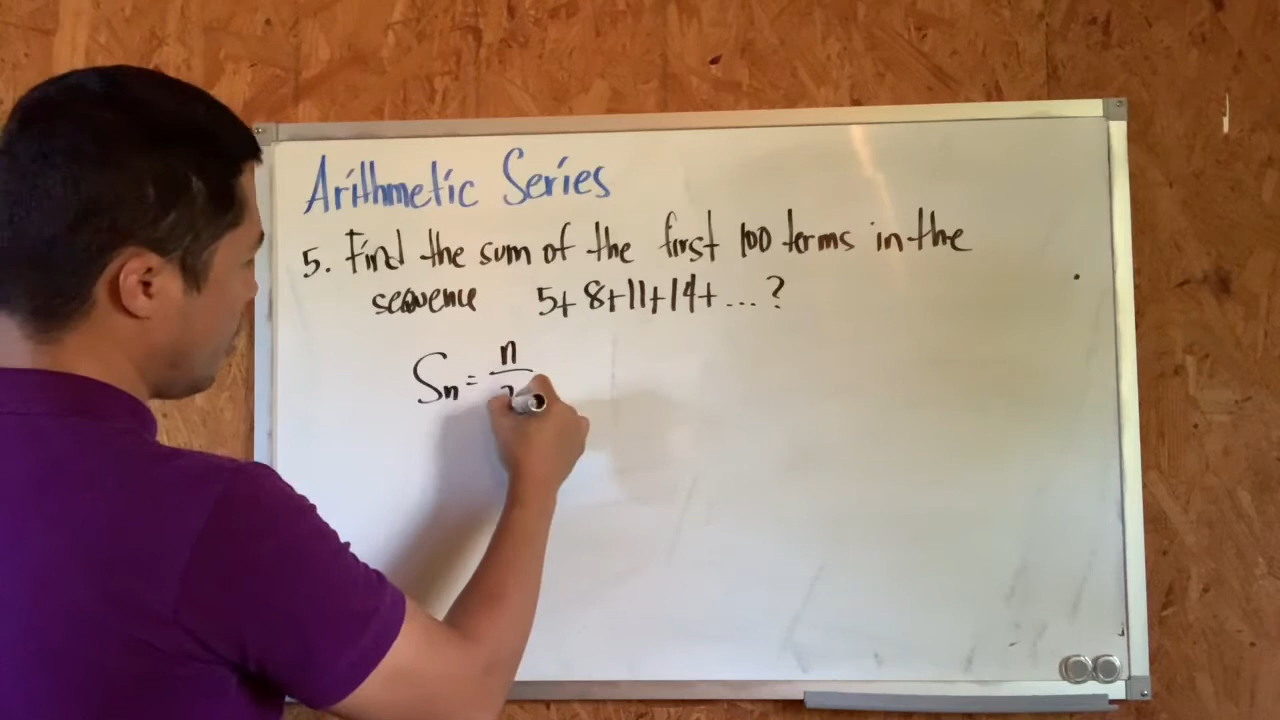 Arithmetic Series
5. Find the sum of the first 100 terms in the
sequence 5+8+11+14+...?
Sn = n/2